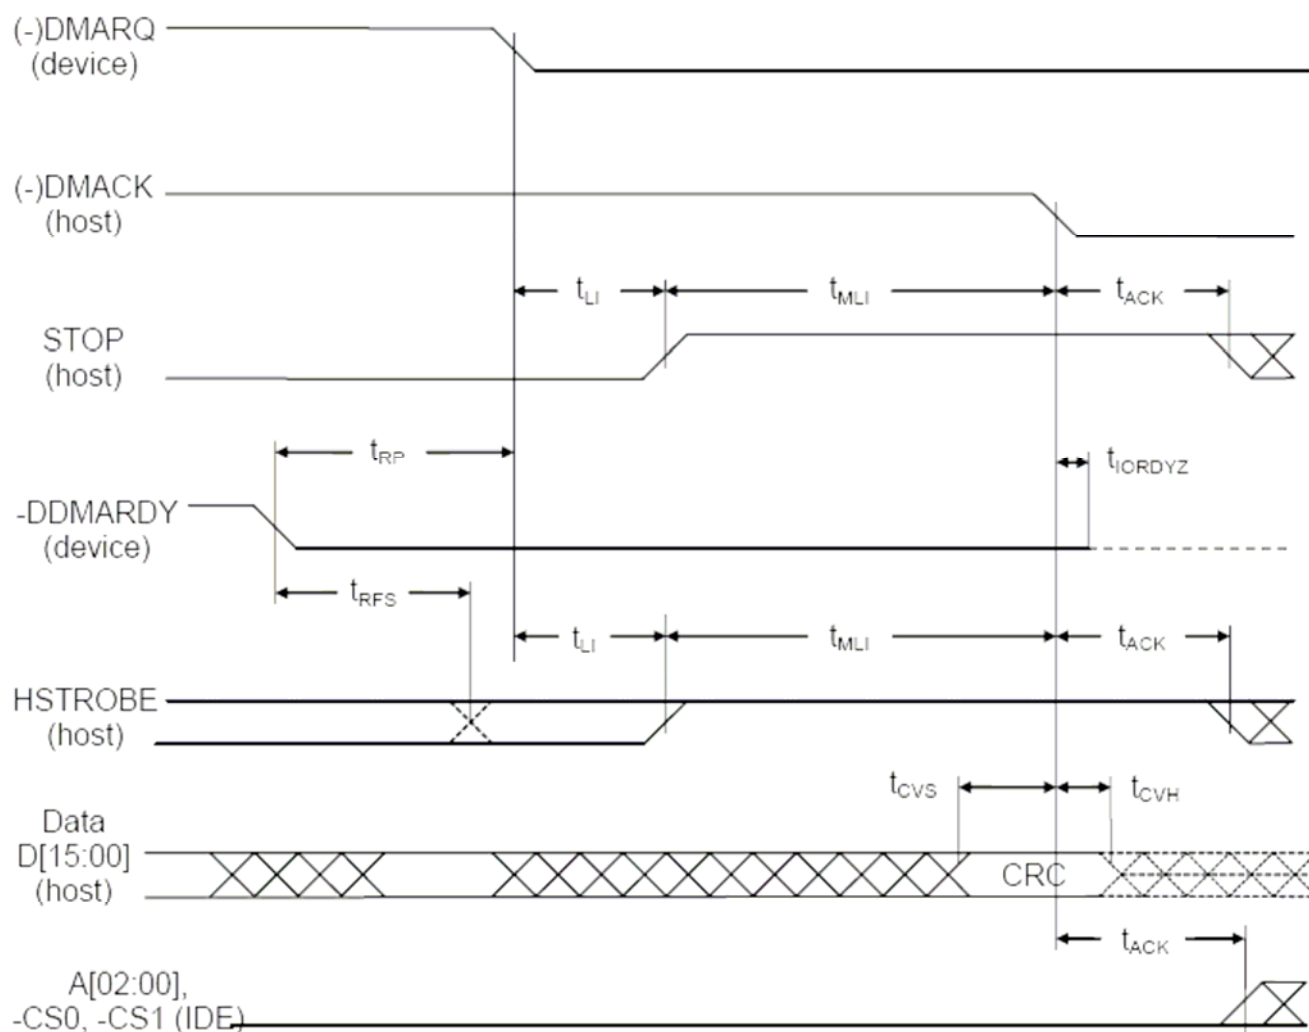 (-)DMARQ
(device)
(-)DMACK
(host)
tLI
tMLI
tACK
STOP
(host)
tRP
tIORDYZ
-DDMARDY
(device)
tRFS
tLI
tMLI
tACK
HSTROBE
(host)
tCVS
tCVH
Data
D[15:00]
(host)
CRC
tACK
A[02:00],
-CS0, -CS1 (IDE)